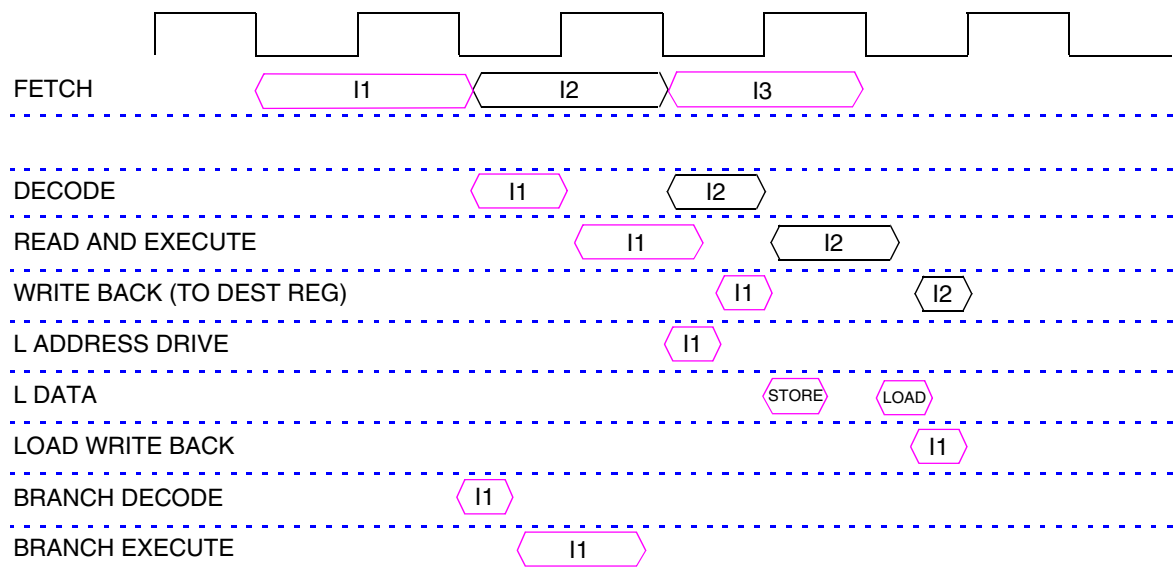 FETCH I1 I2 I3
DECODE I1 I2
READ AND EXECUTE I1 I2
WRITE BACK (TO DEST REG) I1 I2
L ADDRESS DRIVE I1
L DATA STORE LOAD
LOAD WRITE BACK I1
BRANCH DECODE I1
BRANCH EXECUTE I1